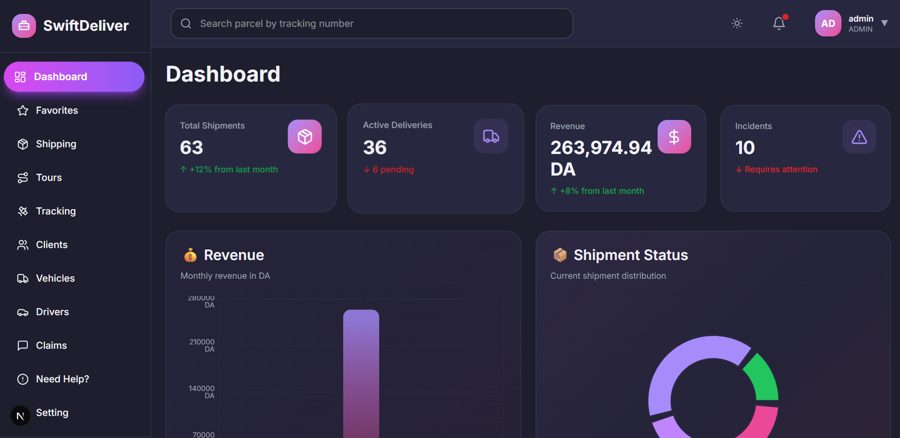 SwiftDeliver
Search parcel by tracking number
AD
admin
ADMIN
Dashboard
Favorites
Shipping
Tours
Tracking
Clients
Vehicles
Drivers
Claims
Need Help?
N
Setting
Dashboard
Total Shipments
63
↑ +12% from last month
Active Deliveries
36
↓ 6 pending
Revenue
263,974.94
DA
↑ +8% from last month
Incidents
10
↓ Requires attention
💰 Revenue
Monthly revenue in DA
280000
DA
210000
DA
140000
DA
70000
📦 Shipment Status
Current shipment distribution